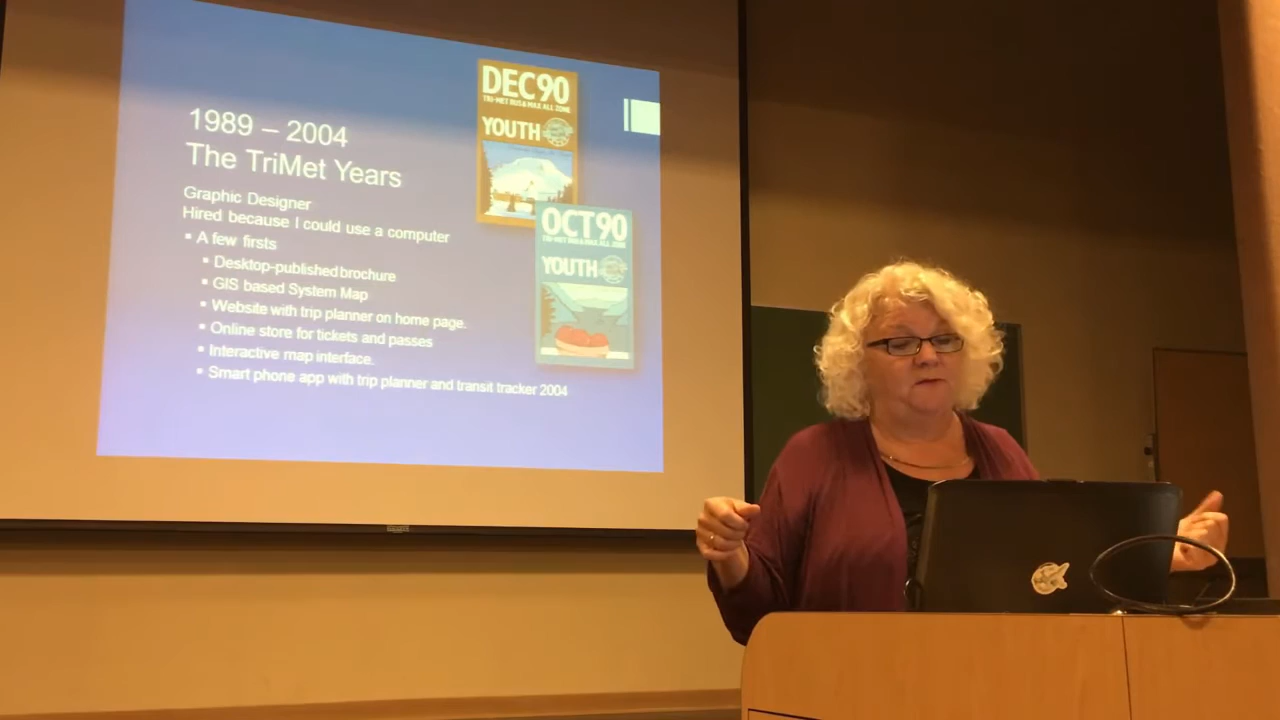 1989 – 2004
The TriMet Years
Graphic Designer
Hired because I could use a computer
▪ A few firsts
▪ Desktop-published brochure
▪ GIS based System Map
▪ Website with trip planner on home page.
▪ Online store for tickets and passes
▪ Interactive map interface.
▪ Smart phone app with trip planner and transit tracker 2004
DEC90
TRI-MET BUS & MAX ALL ZONE
YOUTH
OCT90
TRI-MET BUS & MAX ALL ZONE
YOUTH